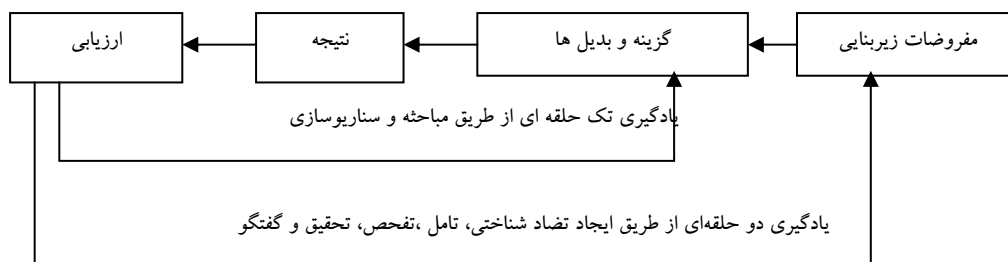 مفروضات زیربنایی
گزینه و بدیل ها
نتیجه
ارزیابی
یادگیری تک حلقه ای از طریق مباحثه و سناریوسازی
یادگیری دو حلقه‌ای از طریق ایجاد تضاد شناختی، تامل ،تفحص، تحقیق و گفتگو